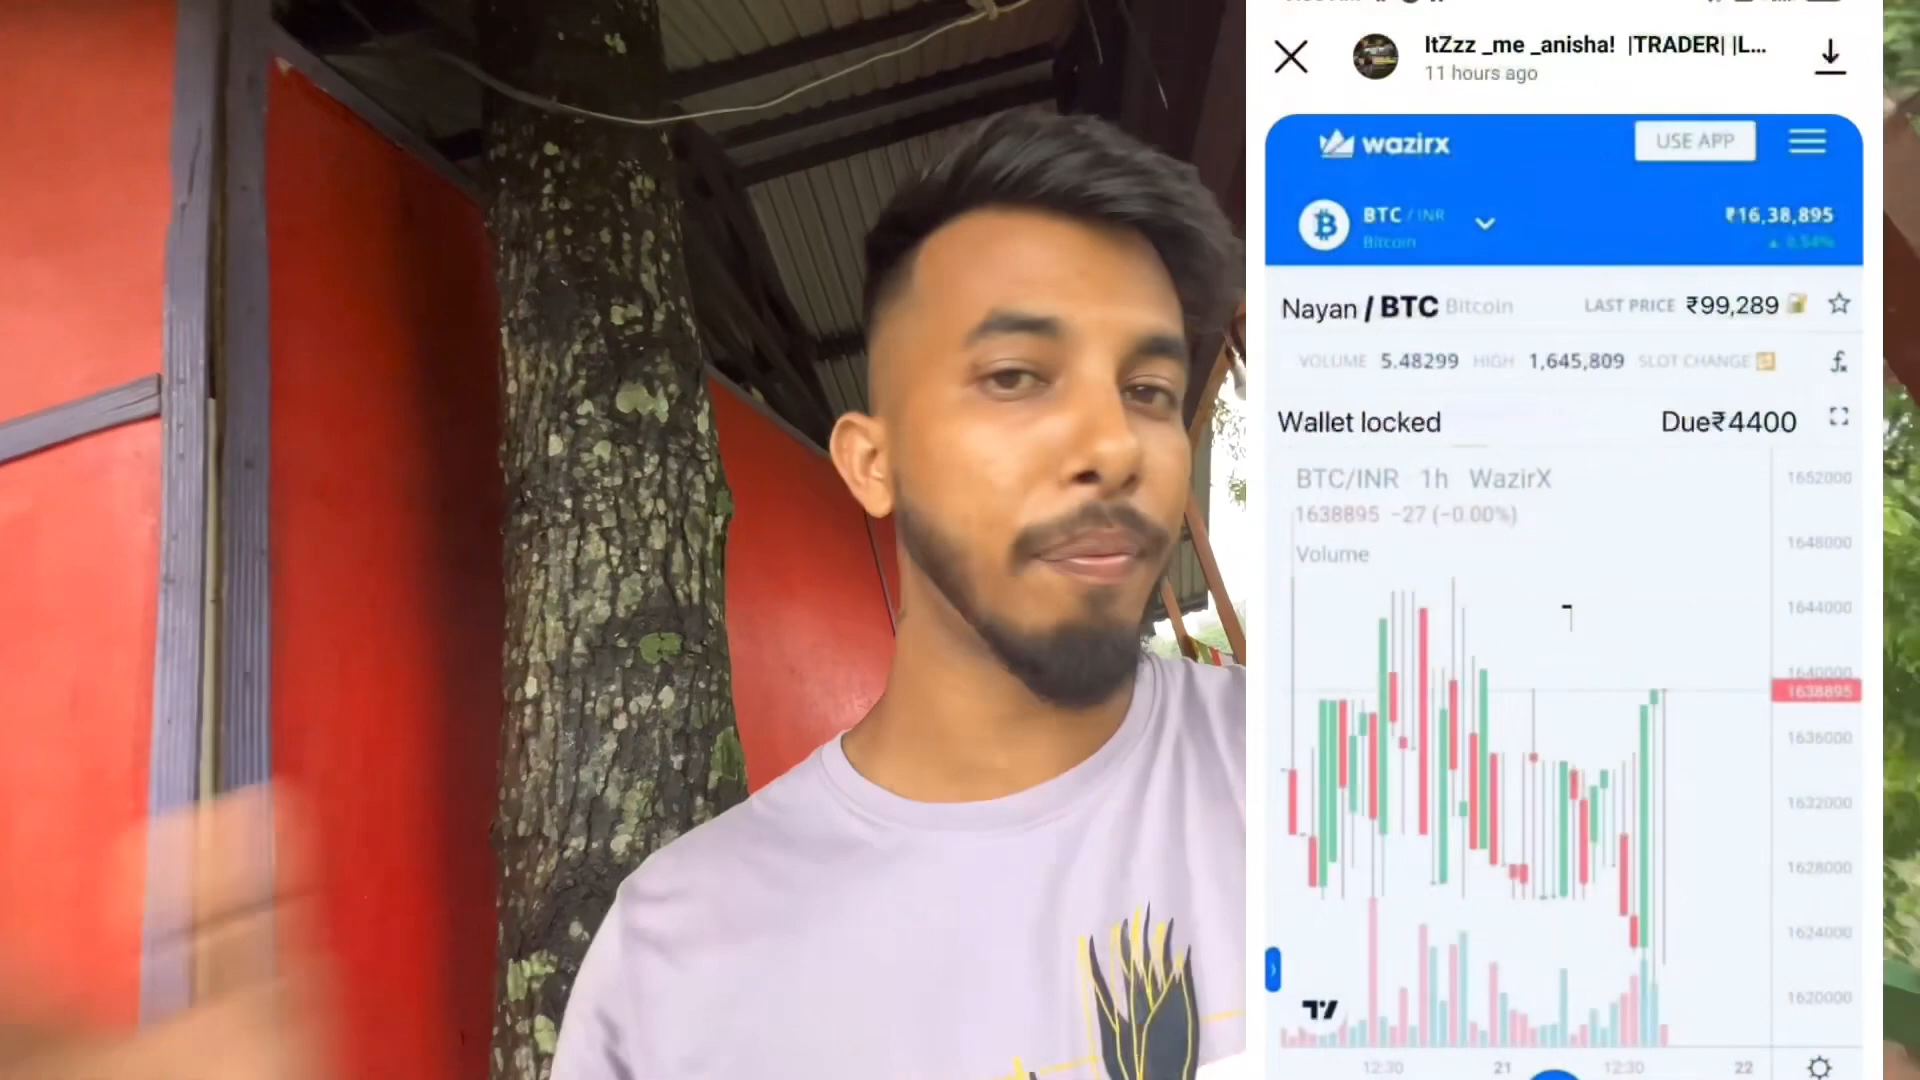 ItZzz _me _anisha! |TRADER| |L...
11 hours ago
wazirx
USE APP
BTC / INR
₹16,38,895
Bitcoin
▲ 0.54%
Nayan / BTC Bitcoin LAST PRICE ₹99,289
VOLUME 5.48299 HIGH 1,645,809 SLOT CHANGE
Wallet locked Due₹4400
BTC/INR 1h WazirX
1638895 −27 (−0.00%)
Volume
1652000
1648000
1644000
1640000
1638895
1636000
1632000
1628000
1624000
1620000
12:30 21 12:30 22